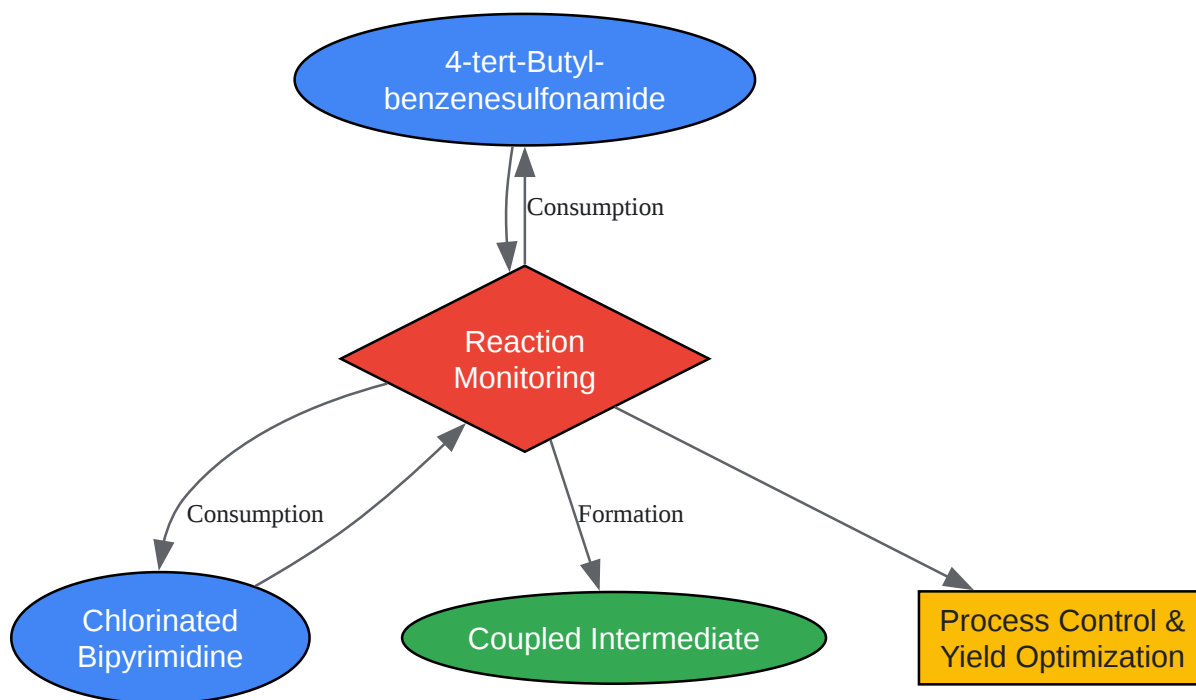 4-tert-Butyl-
benzenesulfonamide
Consumption
Reaction
Monitoring
Consumption
Formation
Chlorinated
Bipyrimidine
Coupled Intermediate
Process Control &
Yield Optimization